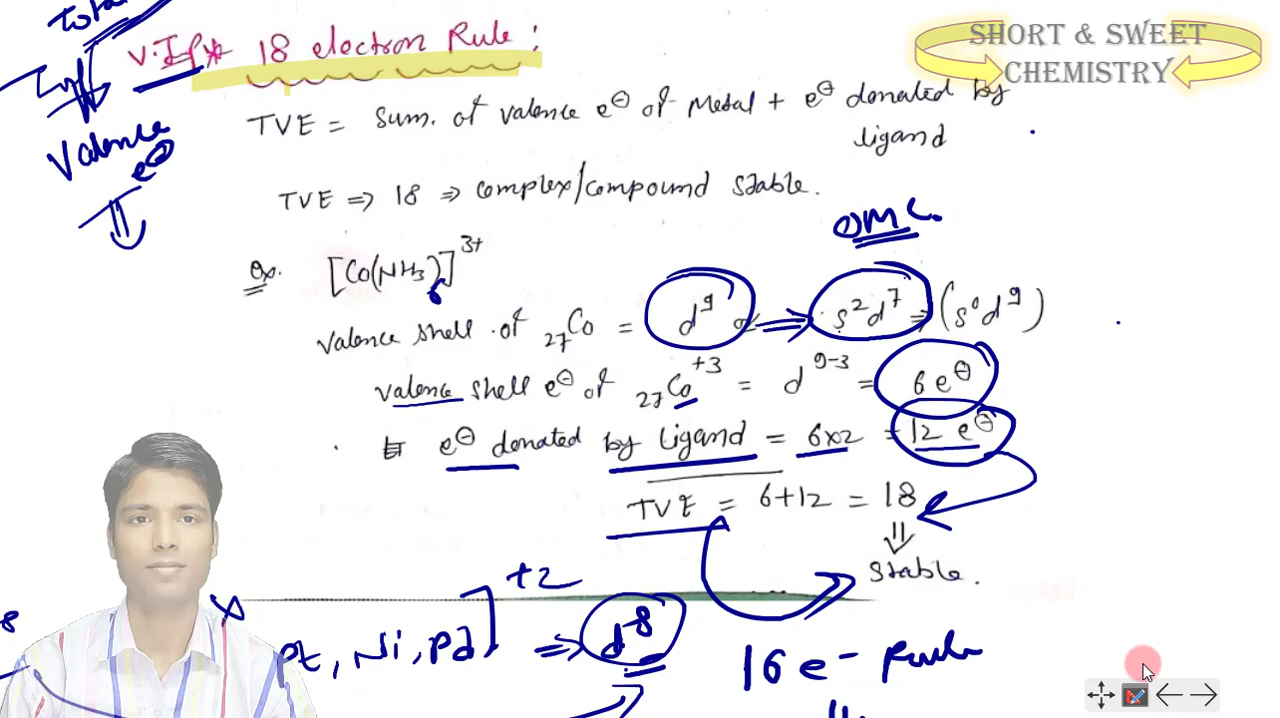 SHORT & SWEET
CHEMISTRY
V. Imp* 18 electron Rule:
Valence
e⊖
TVE = Sum. of valence e⊖ of Metal + e⊖ donated by
ligand
TVE ⇒ 18 ⇒ complex/compound stable.
OMC.
Ex. [Co(NH3)6]3+
valence shell of 27Co = d9 or ⇒ s2d7 ⇒ (s0d9)
valence shell e⊖ of 27Co+3 = d9-3 = 6e⊖
e⊖ donated by ligand = 6x2 = 12 e⊖
TVE = 6+12 = 18
⇓
Stable.
Pt, Ni, Pd]+2 ⇒ d8
16 e- Rule